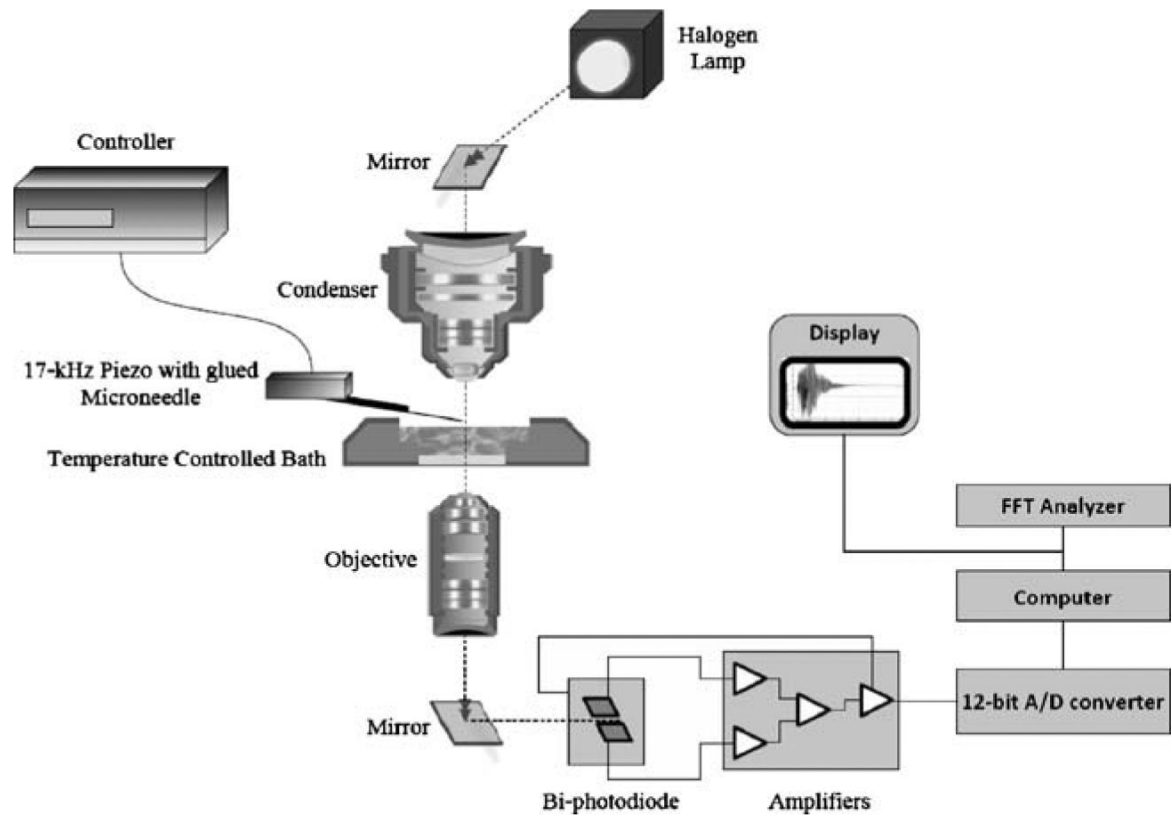 Halogen
Lamp
Controller
Mirror
Condenser
Display
17-kHz Piezo with glued
Microneedle
Temperature Controlled Bath
FFT Analyzer
Objective
Computer
12-bit A/D converter
Mirror
Bi-photodiode
Amplifiers